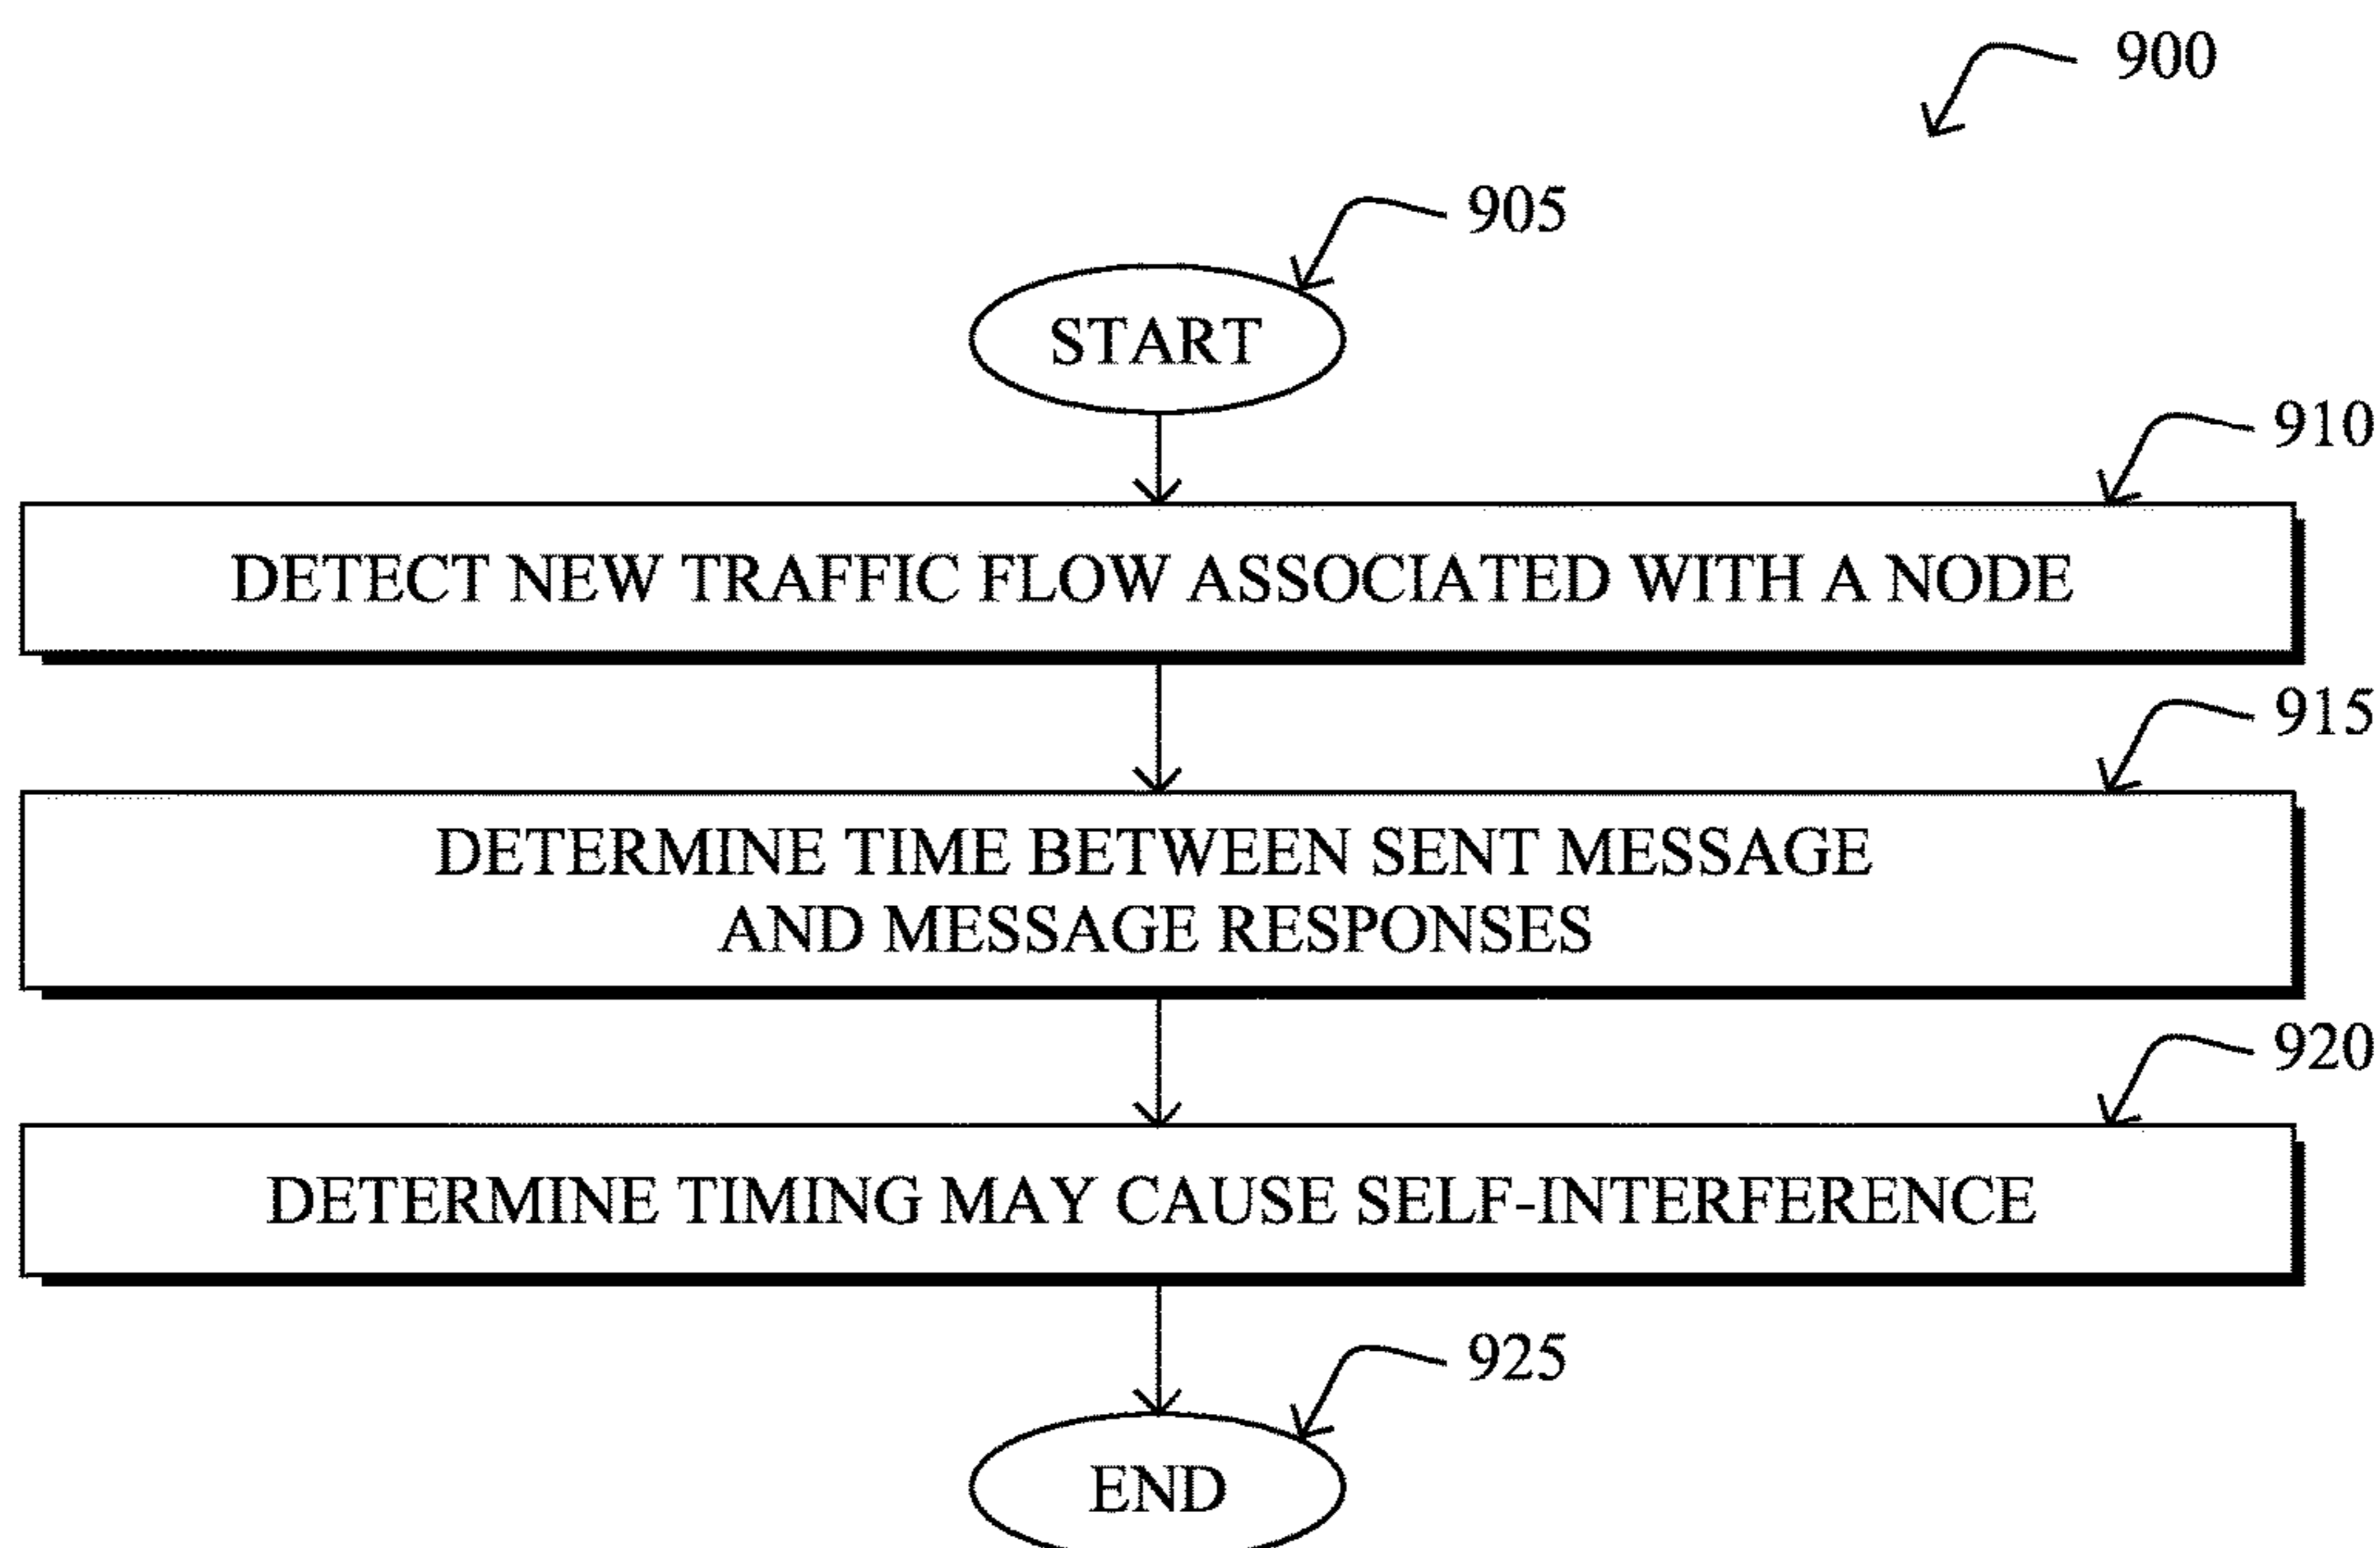 900
905
START
910
DETECT NEW TRAFFIC FLOW ASSOCIATED WITH A NODE
915
DETERMINE TIME BETWEEN SENT MESSAGE
AND MESSAGE RESPONSES
920
DETERMINE TIMING MAY CAUSE SELF-INTERFERENCE
925
END